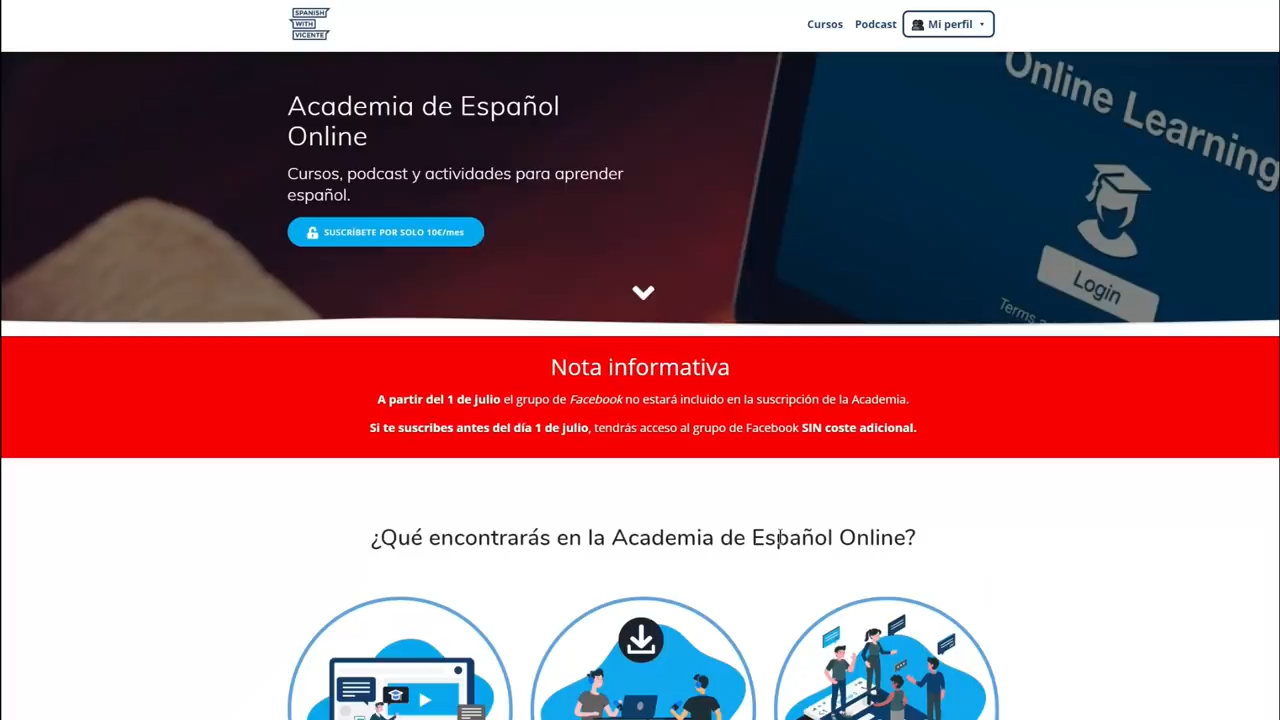 SPANISH
WITH
VICENTE
Cursos Podcast Mi perfil
Online Learning
Academia de Español
Online
Cursos, podcast y actividades para aprender
español.
SUSCRÍBETE POR SOLO 10€/mes
Login
Terms
Nota informativa
A partir del 1 de julio el grupo de Facebook no estará incluido en la suscripción de la Academia.
Si te suscribes antes del día 1 de julio, tendrás acceso al grupo de Facebook SIN coste adicional.
¿Qué encontrarás en la Academia de Español Online?